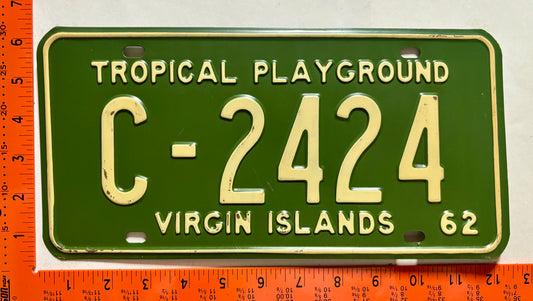 TROPICAL PLAYGROUND
C-2424
VIRGIN ISLANDS 62